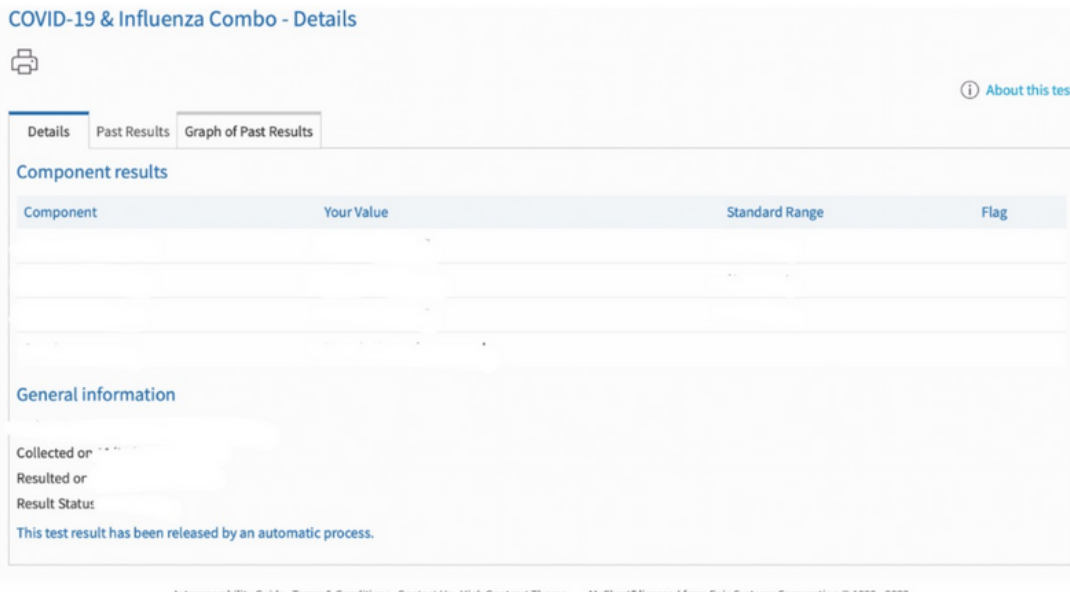 COVID-19 & Influenza Combo - Details
About this tes
Details Past Results Graph of Past Results
Component results
Component Your Value Standard Range Flag
General information
Collected on
Resulted or
Result Status
This test result has been released by an automatic process.